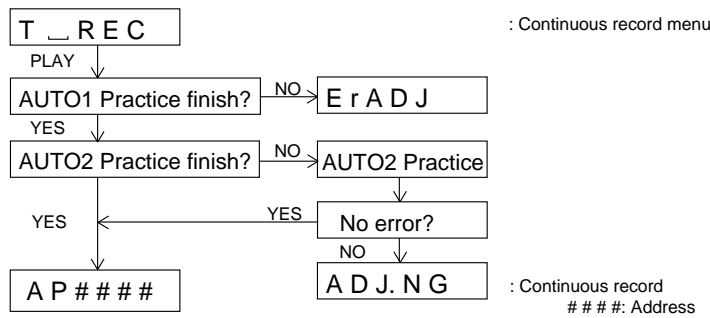 T ⎵ R E C
: Continuous record menu
PLAY
AUTO1 Practice finish?
NO
E r A D J
YES
AUTO2 Practice finish?
NO
AUTO2 Practice
YES
YES
No error?
NO
A P # # # #
A D J. N G
: Continuous record
# # # #: Address